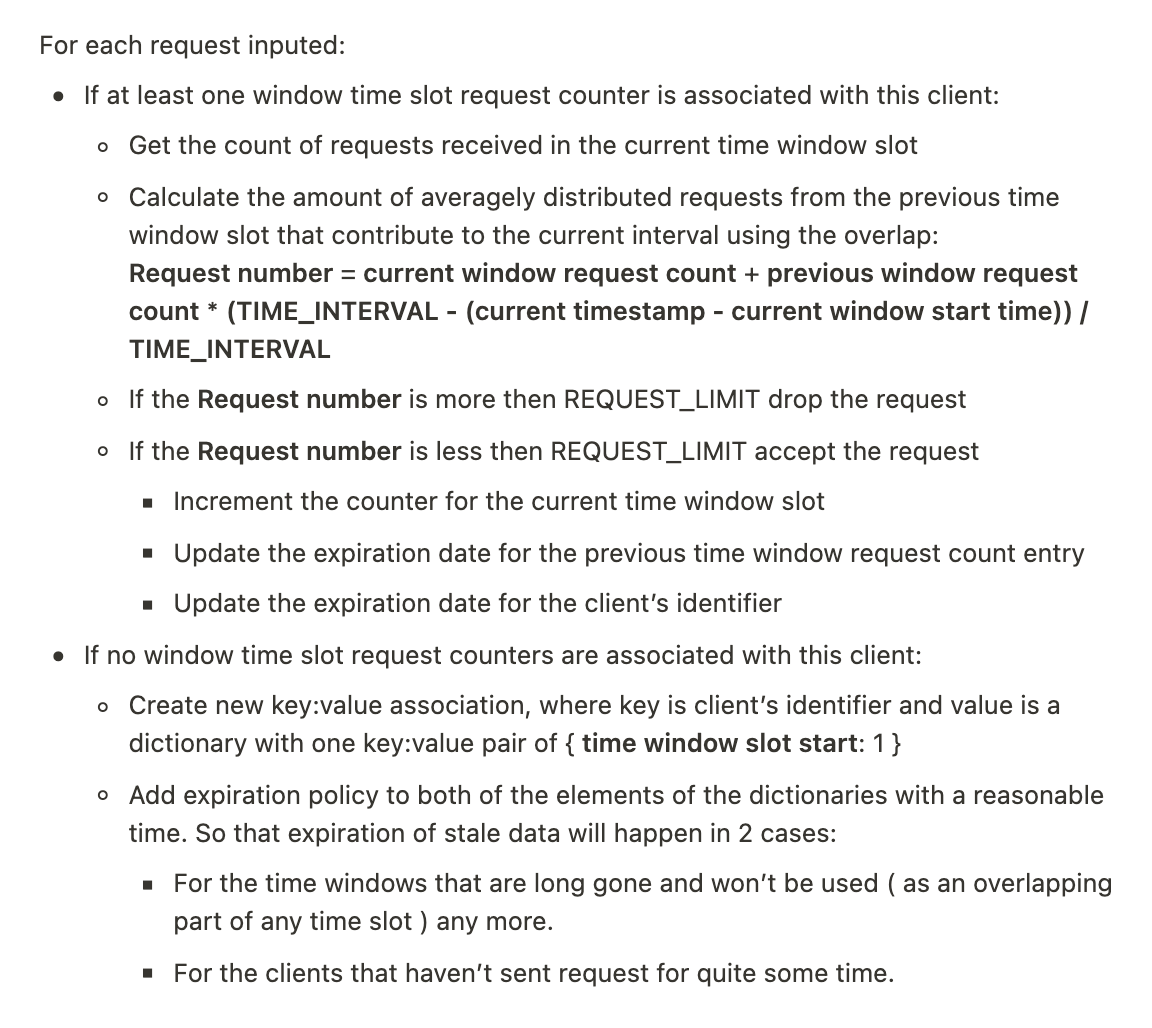 For each request inputed:
• If at least one window time slot request counter is associated with this client:
◦ Get the count of requests received in the current time window slot
◦ Calculate the amount of averagely distributed requests from the previous time
window slot that contribute to the current interval using the overlap:
Request number = current window request count + previous window request
count * (TIME_INTERVAL - (current timestamp - current window start time)) /
TIME_INTERVAL
◦ If the Request number is more then REQUEST_LIMIT drop the request
◦ If the Request number is less then REQUEST_LIMIT accept the request
▪ Increment the counter for the current time window slot
▪ Update the expiration date for the previous time window request count entry
▪ Update the expiration date for the client’s identifier
• If no window time slot request counters are associated with this client:
◦ Create new key:value association, where key is client’s identifier and value is a
dictionary with one key:value pair of { time window slot start: 1 }
◦ Add expiration policy to both of the elements of the dictionaries with a reasonable
time. So that expiration of stale data will happen in 2 cases:
▪ For the time windows that are long gone and won’t be used ( as an overlapping
part of any time slot ) any more.
▪ For the clients that haven’t sent request for quite some time.